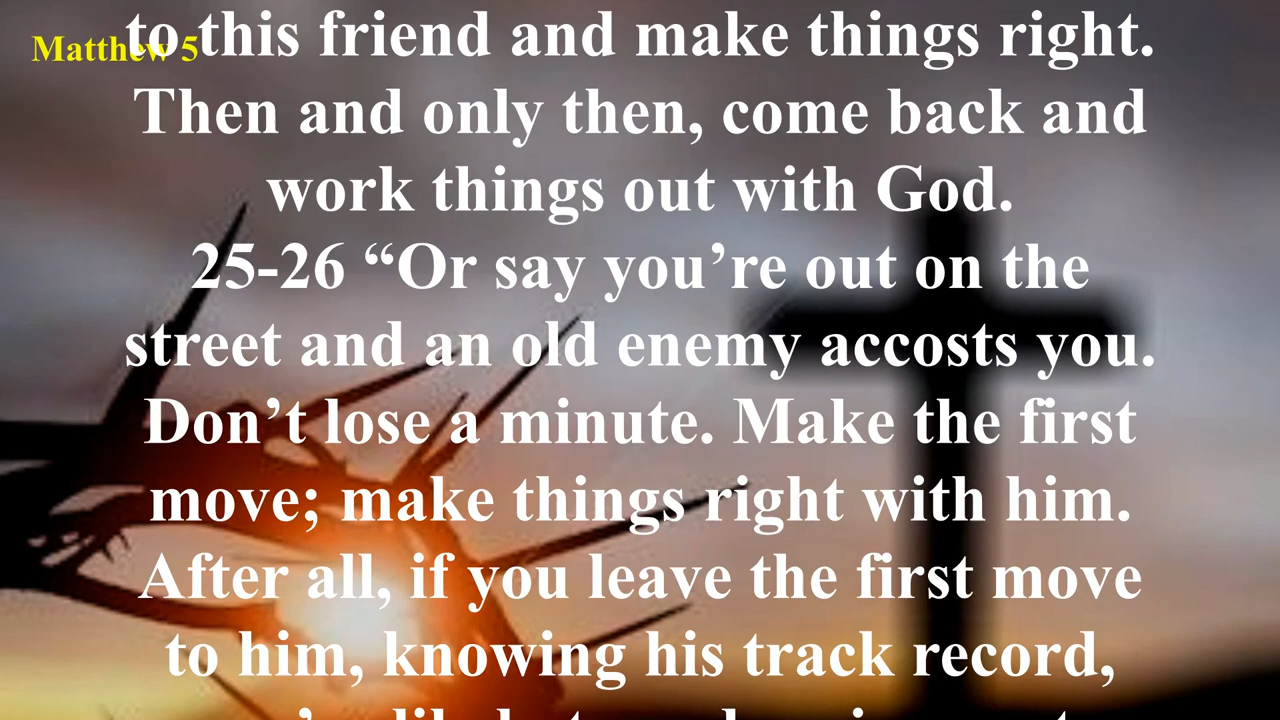 Matthew 5
to this friend and make things right.
Then and only then, come back and
work things out with God.
25-26 “Or say you’re out on the
street and an old enemy accosts you.
Don’t lose a minute. Make the first
move; make things right with him.
After all, if you leave the first move
to him, knowing his track record,